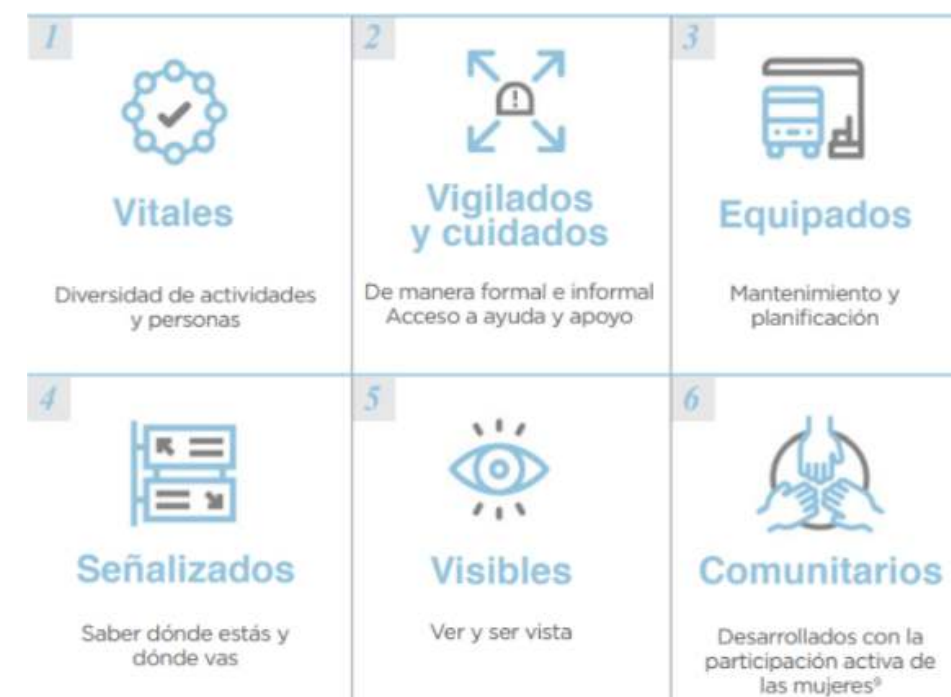 1
Vitales
Diversidad de actividades
y personas
2
Vigilados
y cuidados
De manera formal e informal
Acceso a ayuda y apoyo
3
Equipados
Mantenimiento y
planificación
4
Señalizados
Saber dónde estás y
dónde vas
5
Visibles
Ver y ser vista
6
Comunitarios
Desarrollados con la
participación activa de
las mujeres⁹